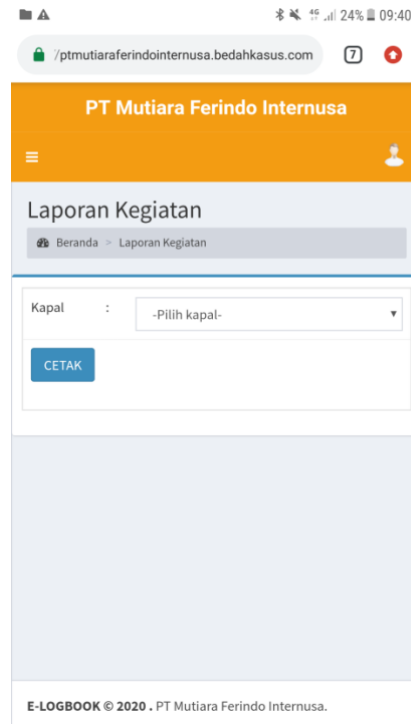 4G 24% 09:40
/ptmutiaraferindointernusa.bedahkasus.com 7
PT Mutiara Ferindo Internusa
Laporan Kegiatan
Beranda > Laporan Kegiatan
Kapal : -Pilih kapal-
CETAK
E-LOGBOOK © 2020 . PT Mutiara Ferindo Internusa.